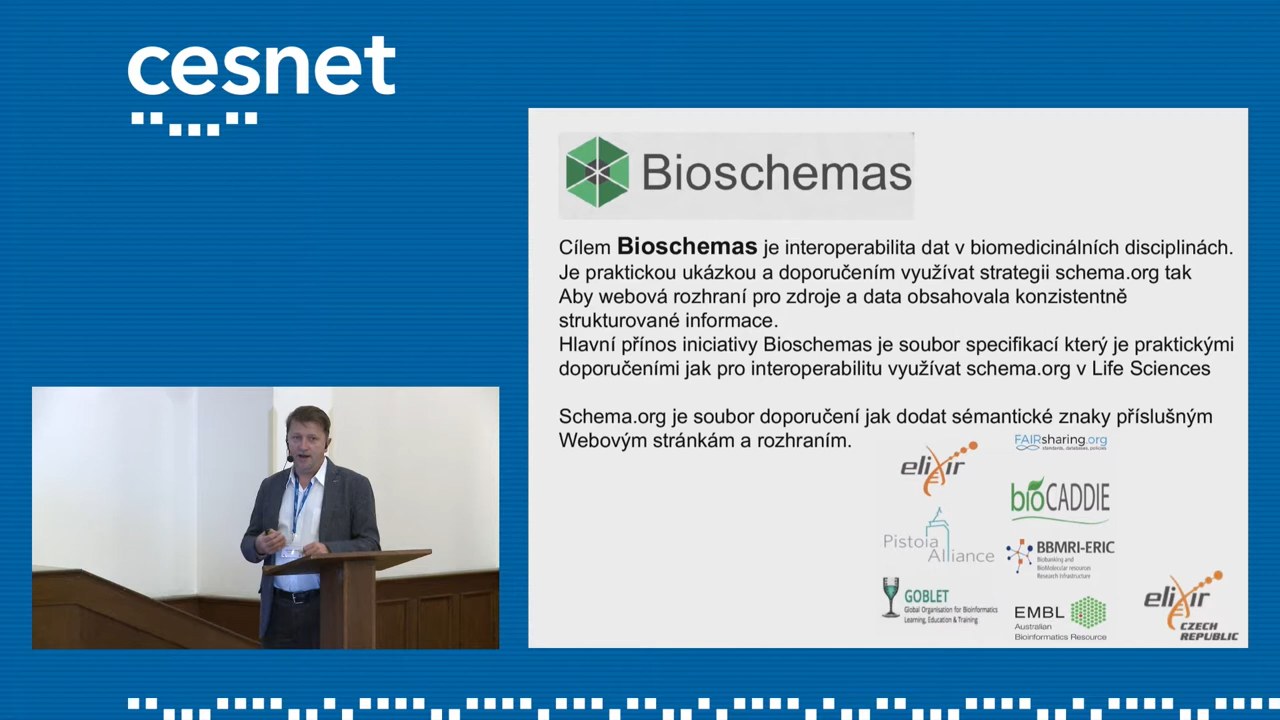 cesnet
Bioschemas
Cílem Bioschemas je interoperabilita dat v biomedicinálních disciplinách.
Je praktickou ukázkou a doporučením využívat strategii schema.org tak
Aby webová rozhraní pro zdroje a data obsahovala konzistentně
strukturované informace.
Hlavní přínos iniciativy Bioschemas je soubor specifikací který je praktickými
doporučeními jak pro interoperabilitu využívat schema.org v Life Sciences
Schema.org je soubor doporučení jak dodat sémantické znaky příslušným
Webovým stránkám a rozhraním.
elixir
FAIRsharing.org
standards, databases, policies
bioCADDIE
Pistoia
Alliance
BBMRI-ERIC
Biobanking and
BioMolecular resources
Research Infrastructure
GOBLET
Global Organisation for Bioinformatics
Learning, Education & Training
EMBL
Australian
Bioinformatics Resource
elixir
CZECH
REPUBLIC